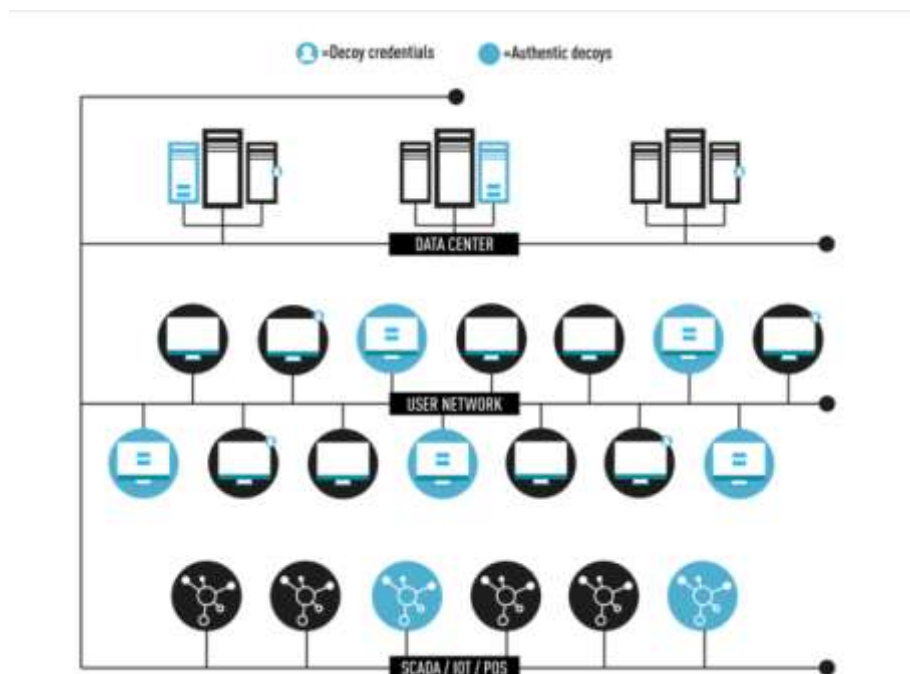 =Decoy credentials =Authentic decoys
DATA CENTER
USER NETWORK
SCADA / IOT / POS